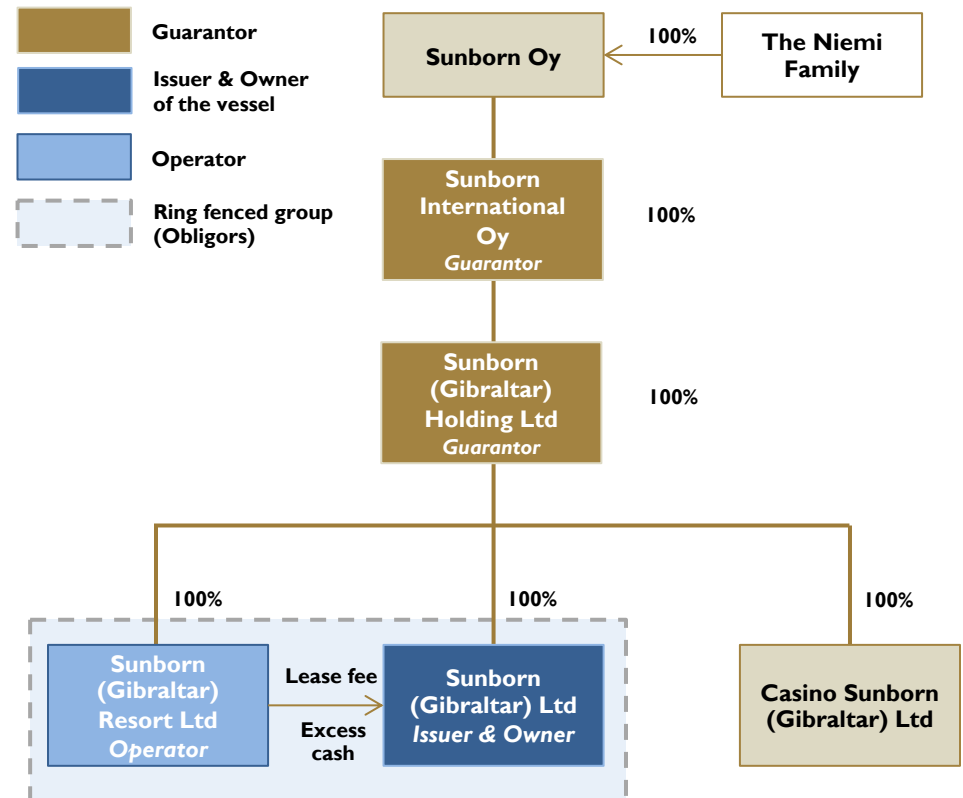 Guarantor
Issuer & Owner
of the vessel
Operator
Ring fenced group
(Obligors)
Sunborn Oy
100%
The Niemi
Family
Sunborn
International
Oy
Guarantor
100%
Sunborn
(Gibraltar)
Holding Ltd
Guarantor
100%
100%
100%
100%
Sunborn
(Gibraltar)
Resort Ltd
Operator
Lease fee
Excess
cash
Sunborn
(Gibraltar) Ltd
Issuer & Owner
Casino Sunborn
(Gibraltar) Ltd